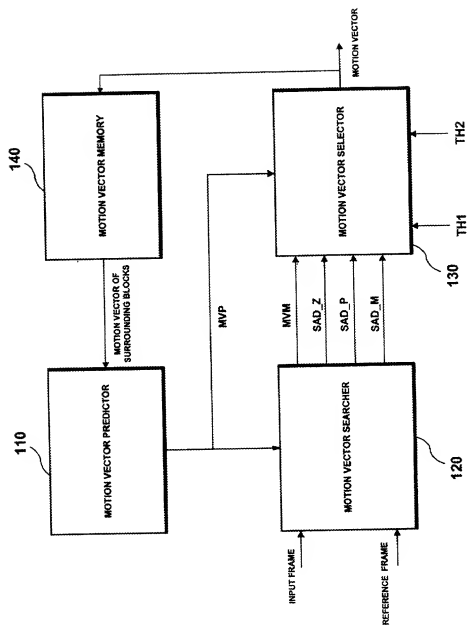 110
MOTION VECTOR PREDICTOR
MOTION VECTOR OF
SURROUNDING BLOCKS
140
MOTION VECTOR MEMORY
MVP
INPUT FRAME
REFERENCE FRAME
MOTION VECTOR SEARCHER
120
MVM
SAD_Z
SAD_P
SAD_M
MOTION VECTOR SELECTOR
130
TH1
TH2
MOTION VECTOR